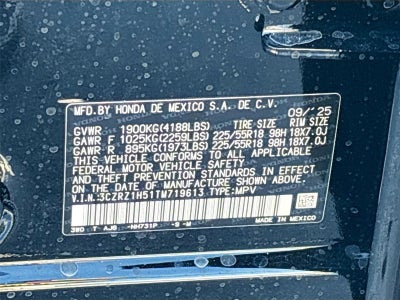 MFD.BY HONDA DE MEXICO S.A. DE C.V.
09/'25
GVWR 1900KG(4188LBS) TIRE SIZE RIM SIZE
GAWR F 1025KG(2259LBS) 225/55R18 98H 18X7.0J
GAWR R 895KG(1973LBS) 225/55R18 98H 18X7.0J
THIS VEHICLE CONFORMS TO ALL APPLICABLE
FEDERAL MOTOR VEHICLE SAFETY AND THEFT
PREVENTION STANDARDS IN EFFECT ON THE DATE
OF MANUFACTURE SHOWN ABOVE.
V.I.N.:3CZRZ1H51TM719613 TYPE:MPV
3W0 T AJ6 -NH731P -B -M MADE IN MEXICO